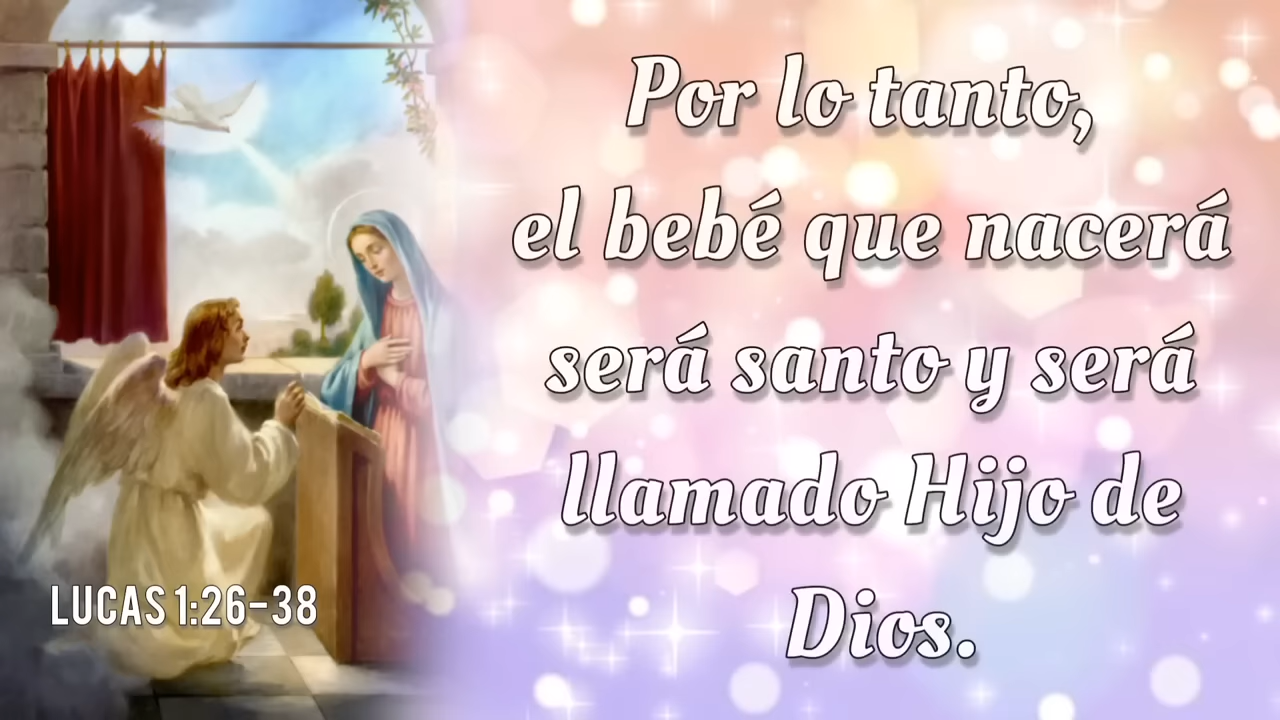 Por lo tanto,
el bebé que nacerá
será santo y será
llamado Hijo de
Dios.
LUCAS 1:26-38